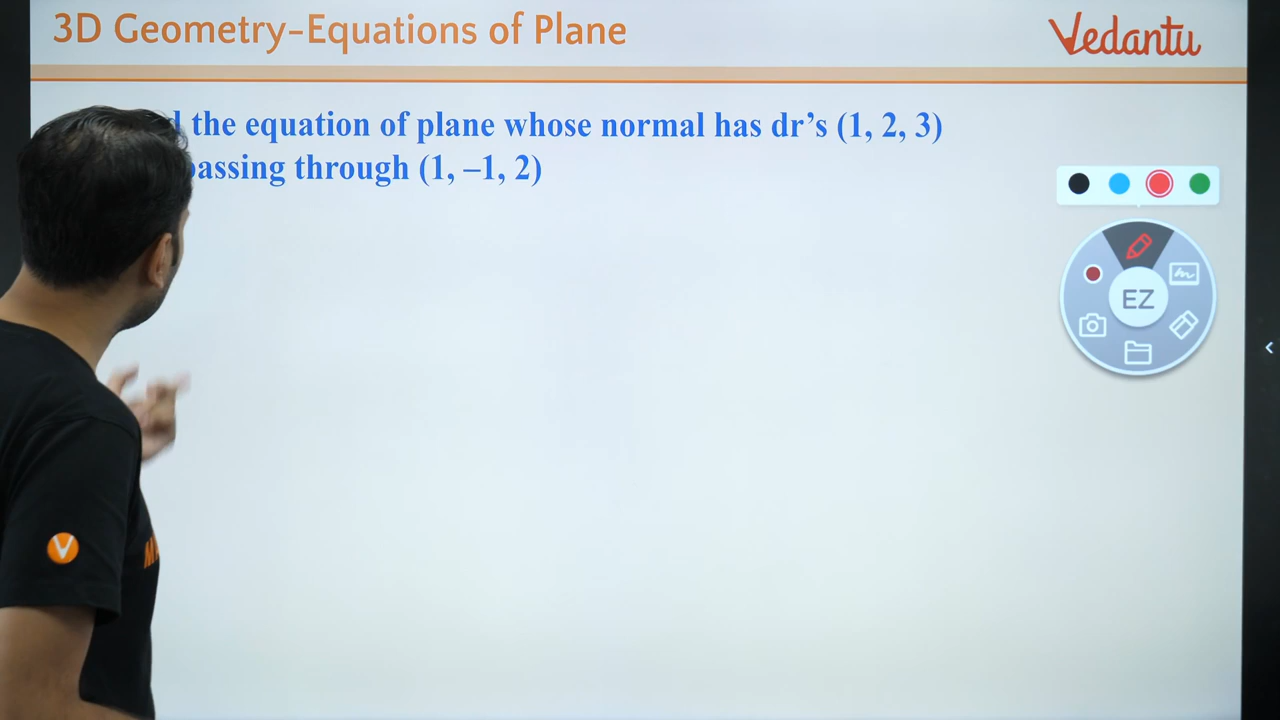 3D Geometry-Equations of Plane
Vedantu
the equation of plane whose normal has dr's (1, 2, 3)
passing through (1, –1, 2)
EZ